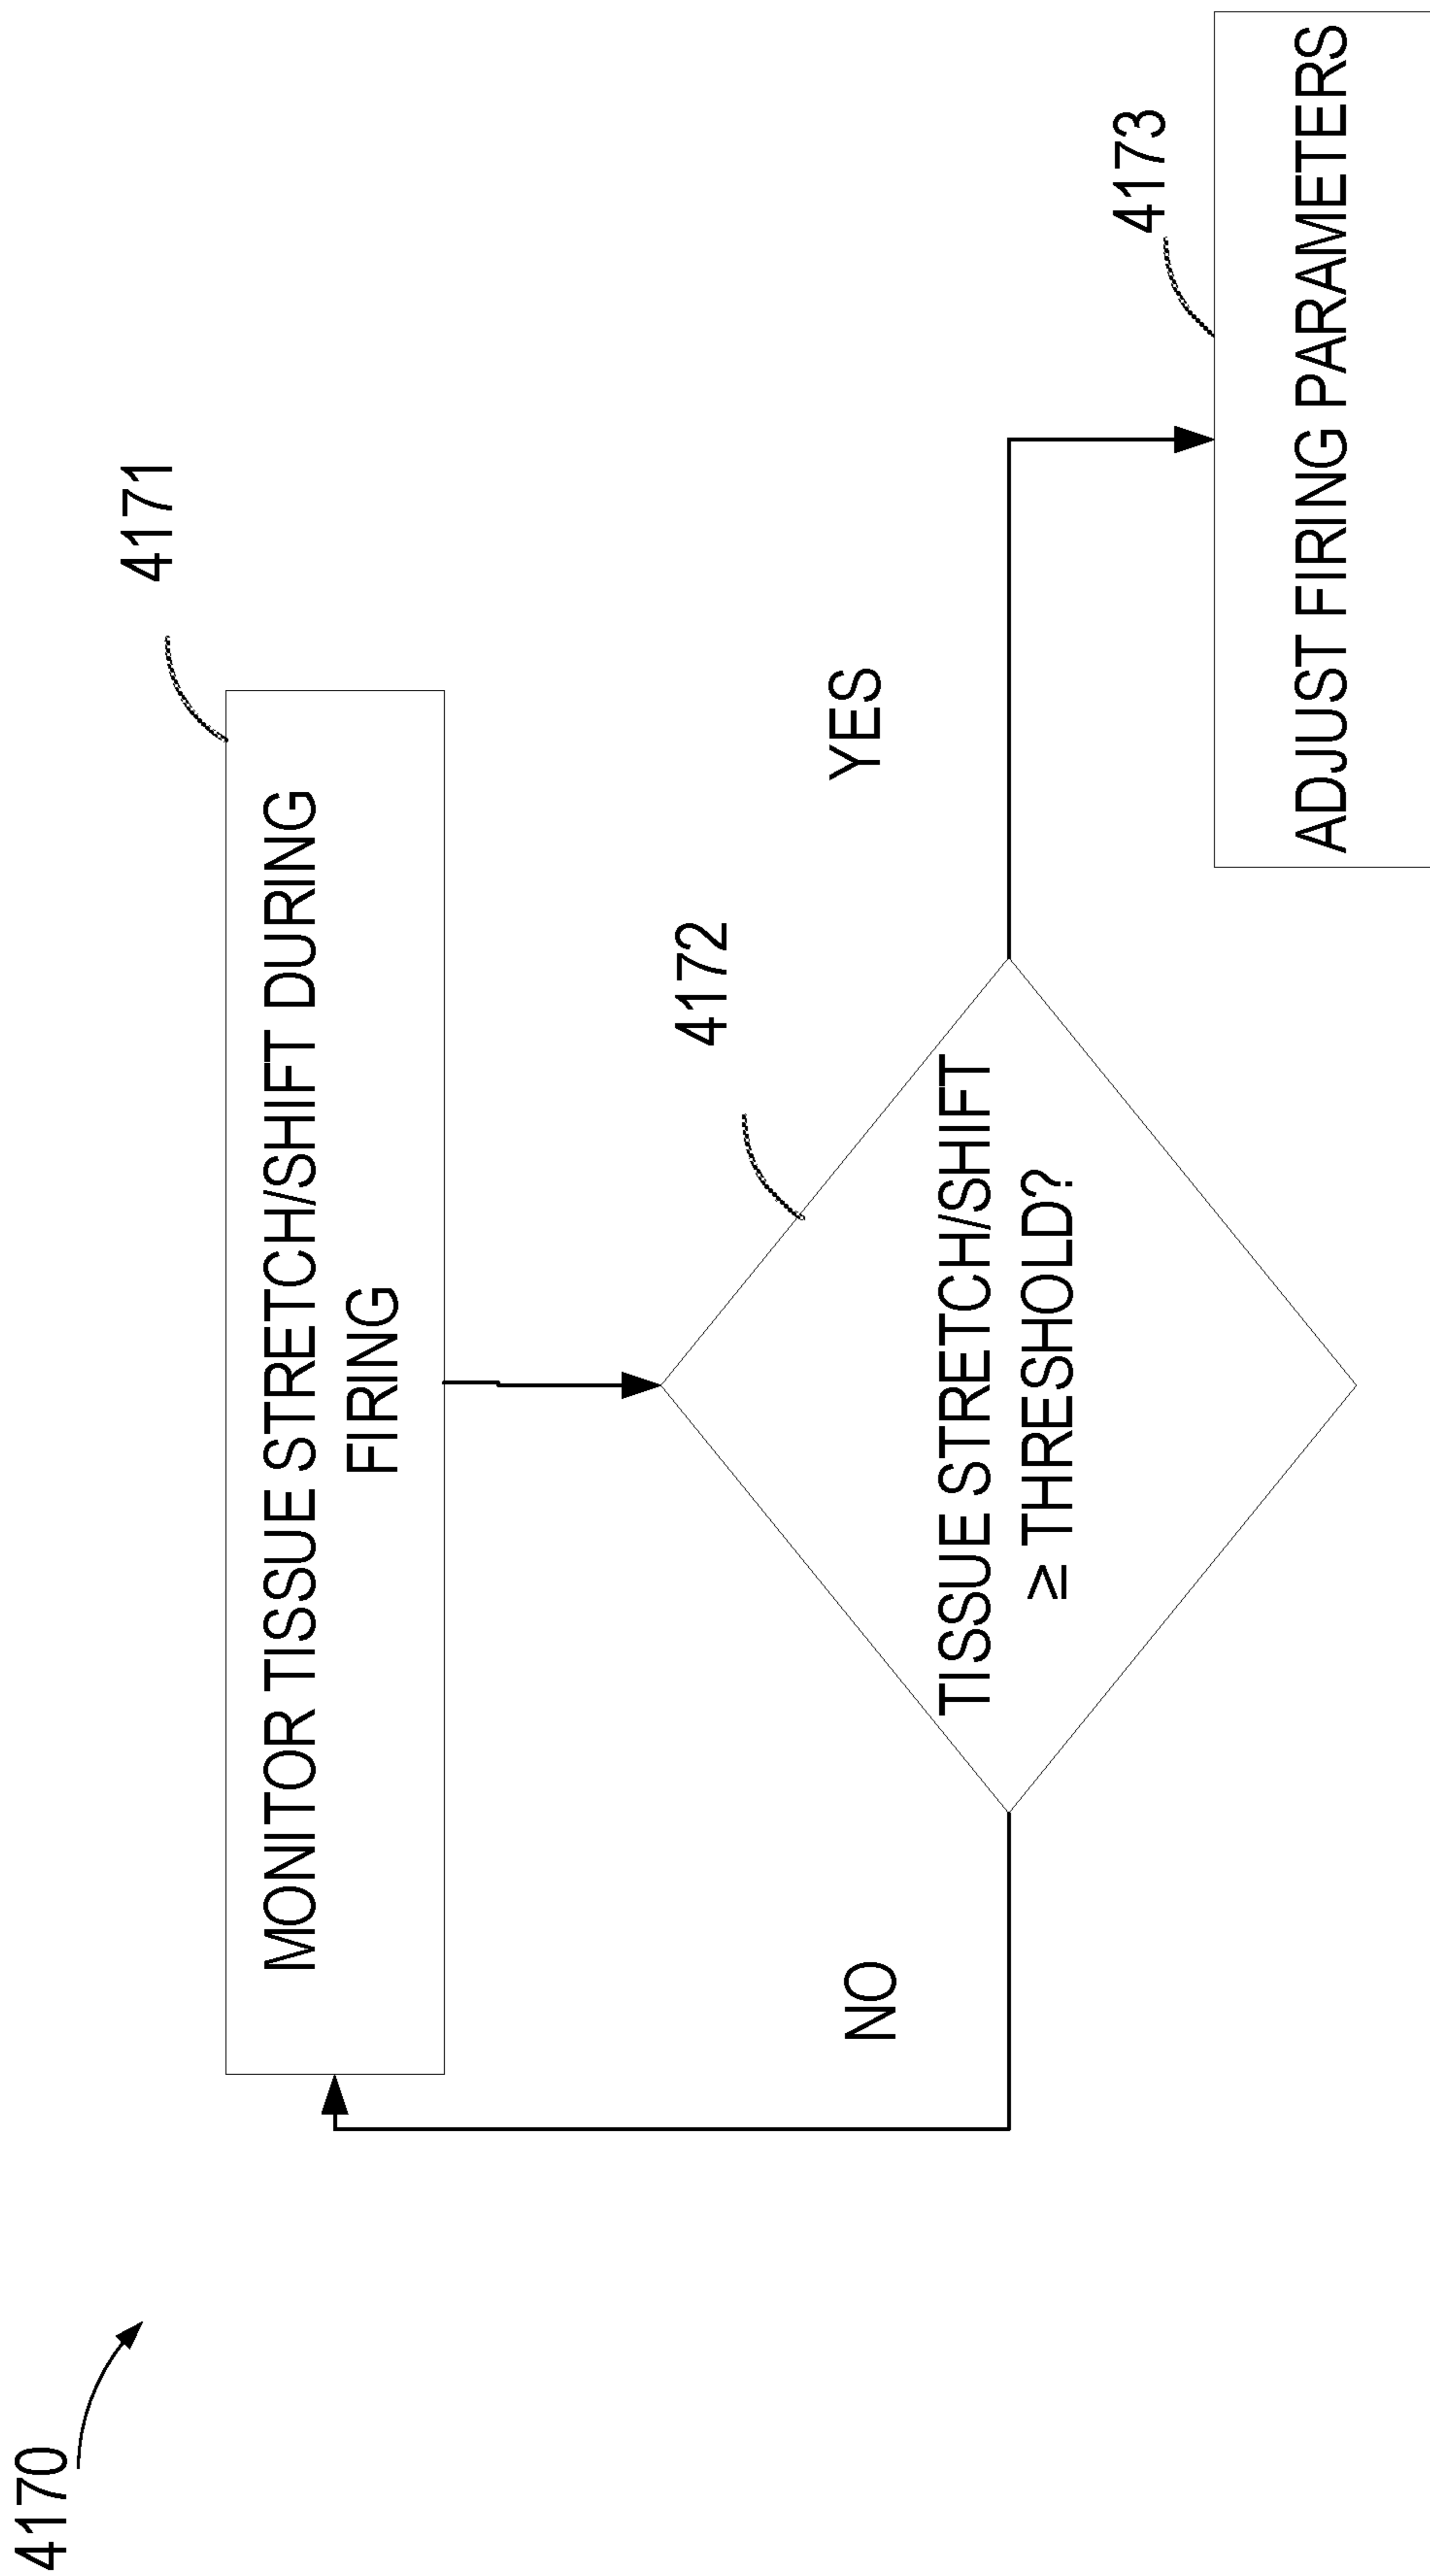 4170
4171
MONITOR TISSUE STRETCH/SHIFT DURING
FIRING
4172
TISSUE STRETCH/SHIFT
≥ THRESHOLD?
NO
YES
4173
ADJUST FIRING PARAMETERS